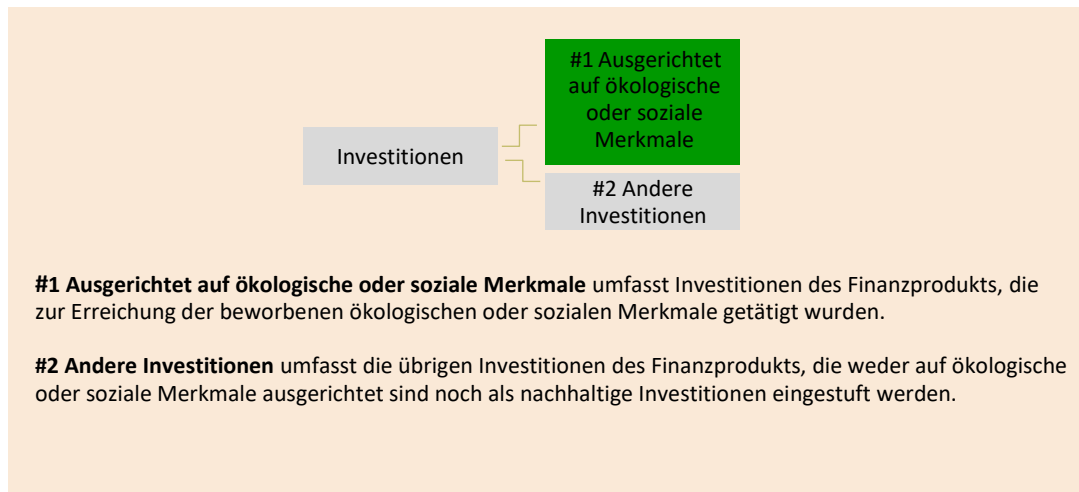 #1 Ausgerichtet
auf ökologische
oder soziale
Merkmale
Investitionen
#2 Andere
Investitionen
#1 Ausgerichtet auf ökologische oder soziale Merkmale umfasst Investitionen des Finanzprodukts, die
zur Erreichung der beworbenen ökologischen oder sozialen Merkmale getätigt wurden.
#2 Andere Investitionen umfasst die übrigen Investitionen des Finanzprodukts, die weder auf ökologische
oder soziale Merkmale ausgerichtet sind noch als nachhaltige Investitionen eingestuft werden.